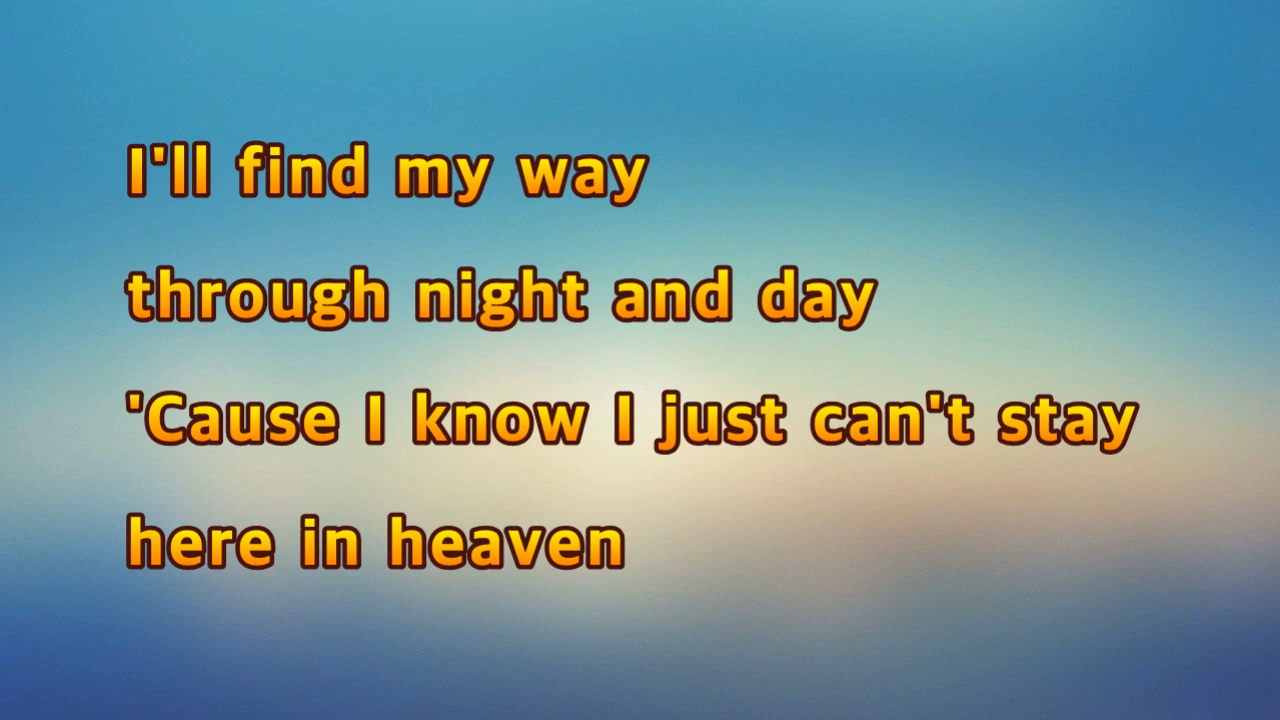 I'll find my way
through night and day
'Cause I know I just can't stay
here in heaven